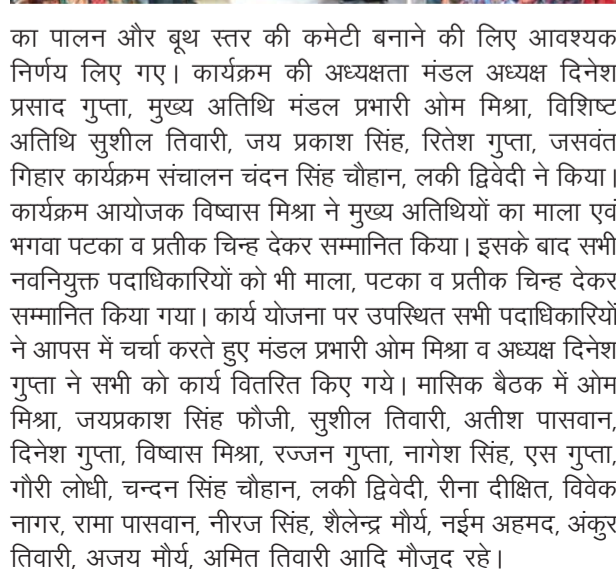 का पालन और बूथ स्तर की कमेटी बनाने की लिए आवश्यक
निर्णय लिए गए। कार्यक्रम की अध्यक्षता मंडल अध्यक्ष दिनेश
प्रसाद गुप्ता, मुख्य अतिथि मंडल प्रभारी ओम मिश्रा, विशिष्ट
अतिथि सुशील तिवारी, जय प्रकाश सिंह, रितेश गुप्ता, जसवंत
गिहार कार्यक्रम संचालन चंदन सिंह चौहान, लकी द्विवेदी ने किया।
कार्यक्रम आयोजक विष्वास मिश्रा ने मुख्य अतिथियों का माला एवं
भगवा पटका व प्रतीक चिन्ह देकर सम्मानित किया। इसके बाद सभी
नवनियुक्त पदाधिकारियों को भी माला, पटका व प्रतीक चिन्ह देकर
सम्मानित किया गया। कार्य योजना पर उपस्थित सभी पदाधिकारियों
ने आपस में चर्चा करते हुए मंडल प्रभारी ओम मिश्रा व अध्यक्ष दिनेश
गुप्ता ने सभी को कार्य वितरित किए गये। मासिक बैठक में ओम
मिश्रा, जयप्रकाश सिंह फौजी, सुशील तिवारी, अतीश पासवान,
दिनेश गुप्ता, विष्वास मिश्रा, रज्जन गुप्ता, नागेश सिंह, एस गुप्ता,
गौरी लोधी, चन्दन सिंह चौहान, लकी द्विवेदी, रीना दीक्षित, विवेक
नागर, रामा पासवान, नीरज सिंह, शैलेन्द्र मौर्य, नईम अहमद, अंकुर
तिवारी, अजय मौर्य, अमित तिवारी आदि मौजूद रहे।